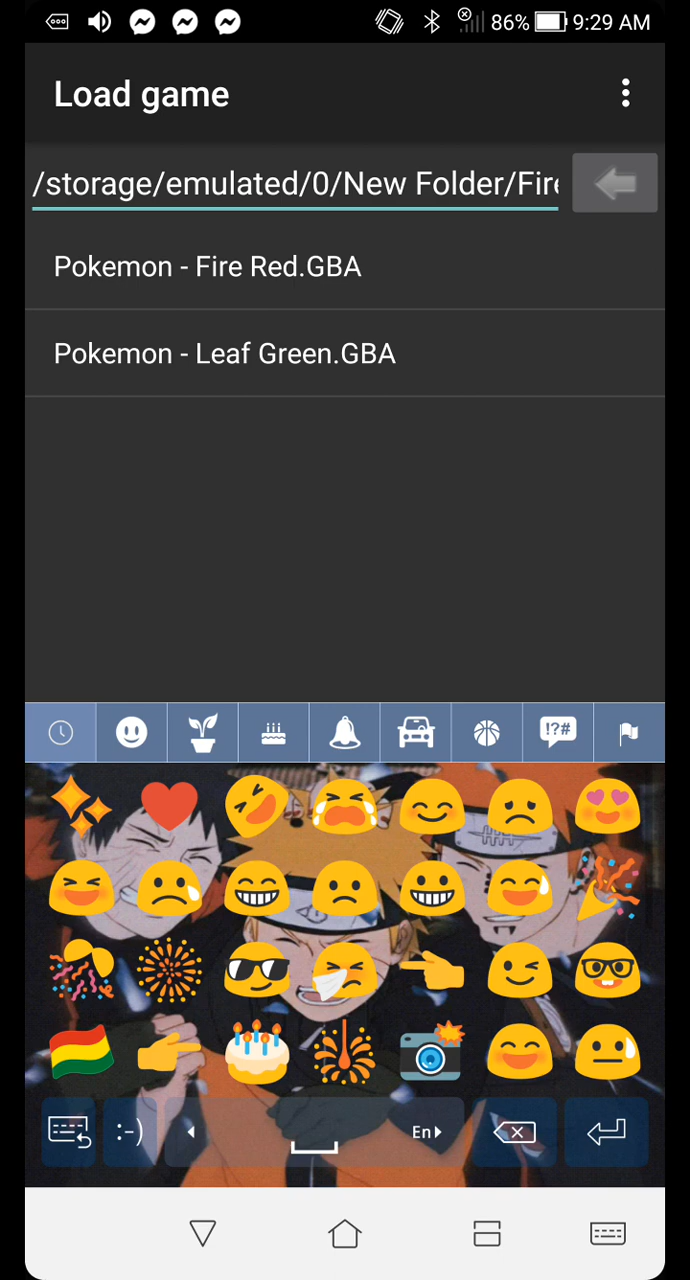 86% 9:29 AM
Load game
/storage/emulated/0/New Folder/Fire
Pokemon - Fire Red.GBA
Pokemon - Leaf Green.GBA
!?#
:-) En